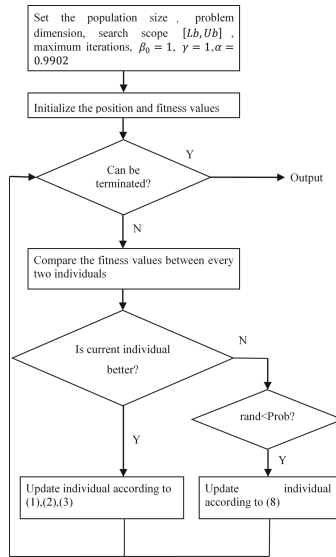 Set the population size , problem
dimension, search scope [Lb, Ub] ,
maximum iterations, β₀ = 1, γ = 1,α =
0.9902
Initialize the position and fitness values
Y
Can be
terminated?
Output
N
Compare the fitness values between every
two individuals
N
Is current individual
better?
rand<Prob?
Y
Y
Update individual according to
(1),(2),(3)
Update individual
according to (8)